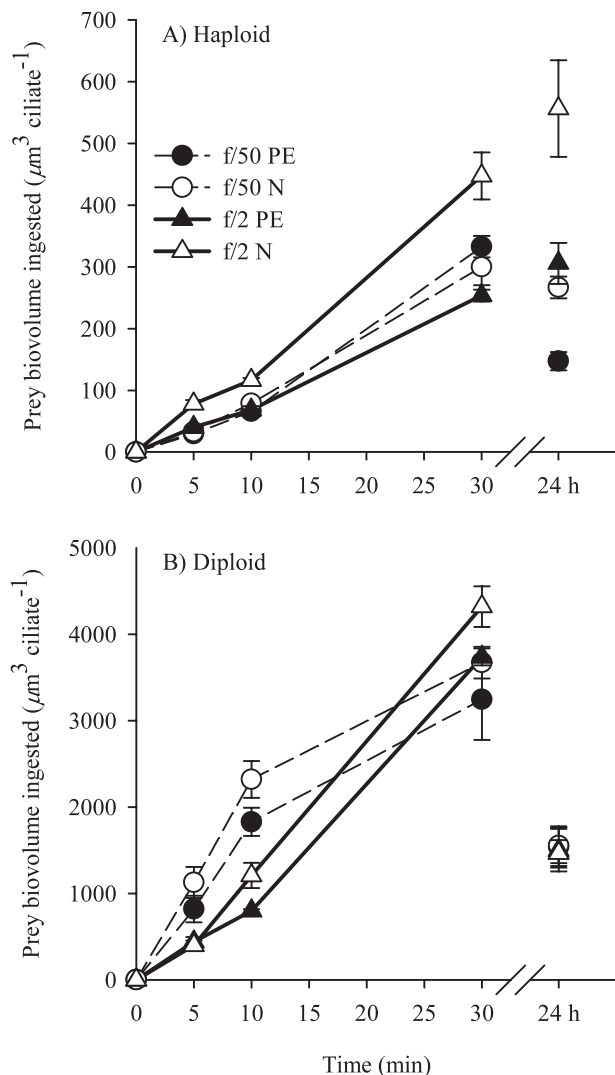 A) Haploid
Prey biovolume ingested (μm³ ciliate⁻¹)
700
600
500
400
300
200
100
0
f/50 PE
f/50 N
f/2 PE
f/2 N
0 5 10 15 20 25 30 24 h
B) Diploid
Prey biovolume ingested (μm³ ciliate⁻¹)
5000
4000
3000
2000
1000
0
0 5 10 15 20 25 30 24 h
Time (min)